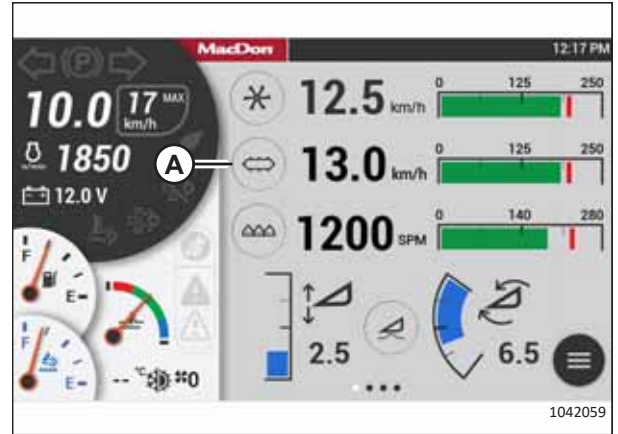 MacDon
12:17 PM
P
10.0
17 MAX
km/h
1850
12.0 V
A
12.5 km/h
0 125 250
13.0 km/h
0 125 250
1200 SPM
0 140 280
F
E
F
E
-- °C
0
2.5
6.5
1042059